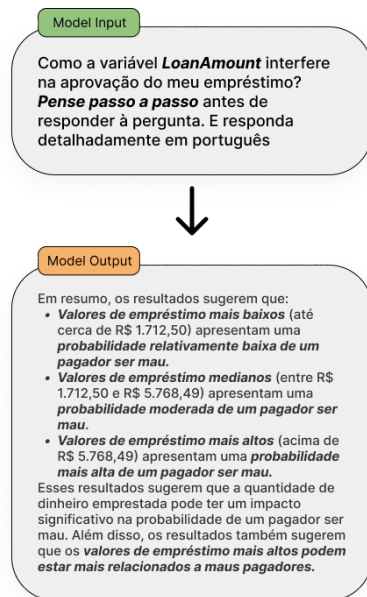 Model Input
Como a variável LoanAmount interfere
na aprovação do meu empréstimo?
Pense passo a passo antes de
responder à pergunta. E responda
detalhadamente em português
Model Output
Em resumo, os resultados sugerem que:
• Valores de empréstimo mais baixos (até
cerca de R$ 1.712,50) apresentam uma
probabilidade relativamente baixa de um
pagador ser mau.
• Valores de empréstimo medianos (entre R$
1.712,50 e R$ 5.768,49) apresentam uma
probabilidade moderada de um pagador ser
mau.
• Valores de empréstimo mais altos (acima de
R$ 5.768,49) apresentam uma probabilidade
mais alta de um pagador ser mau.
Esses resultados sugerem que a quantidade de
dinheiro emprestada pode ter um impacto
significativo na probabilidade de um pagador ser
mau. Além disso, os resultados também sugerem
que os valores de empréstimo mais altos podem
estar mais relacionados a maus pagadores.